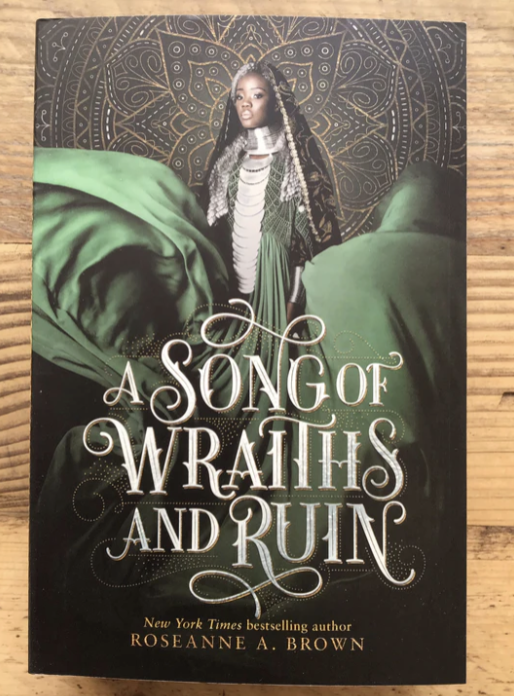 A SONG OF
WRAITHS
AND RUIN
New York Times bestselling author
ROSEANNE A. BROWN